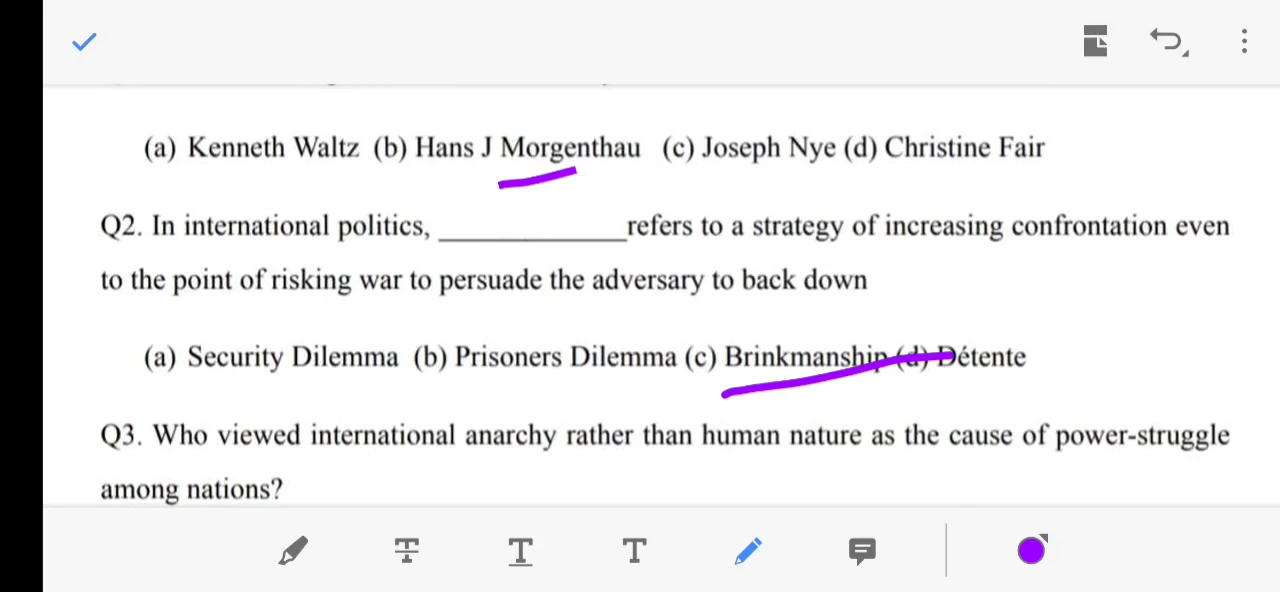 (a) Kenneth Waltz (b) Hans J Morgenthau (c) Joseph Nye (d) Christine Fair
Q2. In international politics, _____________refers to a strategy of increasing confrontation even
to the point of risking war to persuade the adversary to back down
(a) Security Dilemma (b) Prisoners Dilemma (c) Brinkmanship (d) Détente
Q3. Who viewed international anarchy rather than human nature as the cause of power-struggle
among nations?